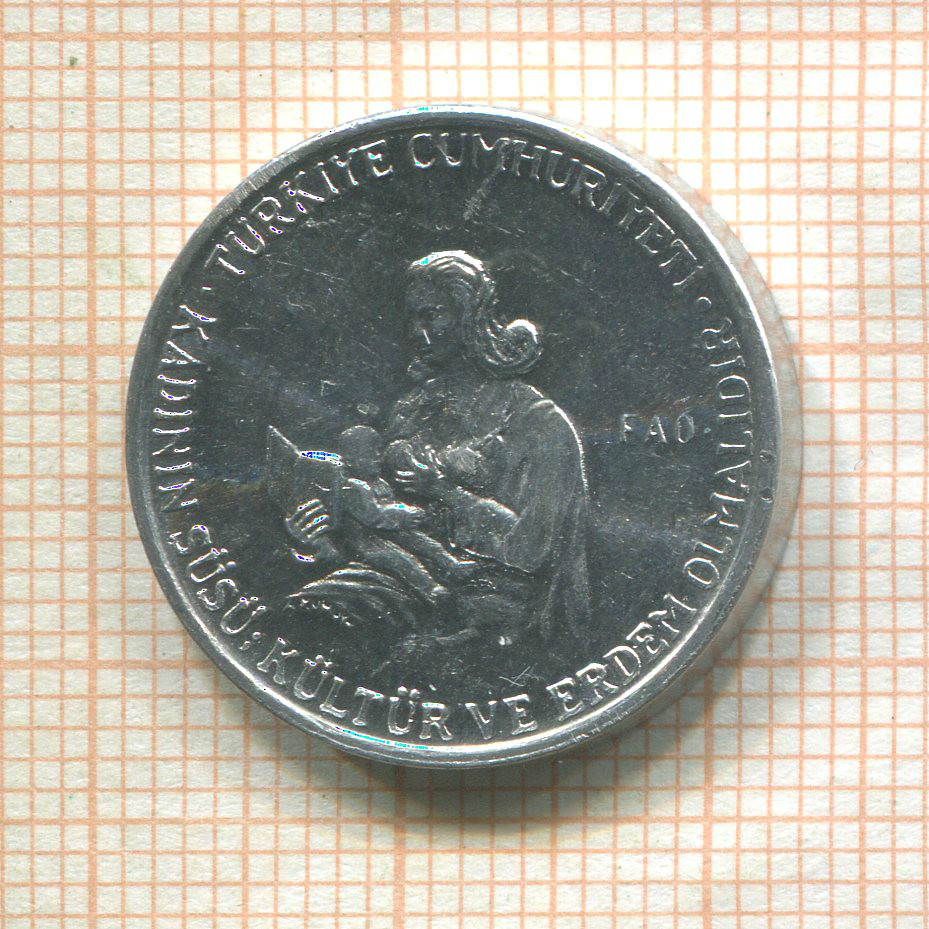 TÜRKİYE CUMHURİYETİ
• KADININ SÜSÜ; KÜLTÜR VE ERDEM OLMALIDIR •
FAO